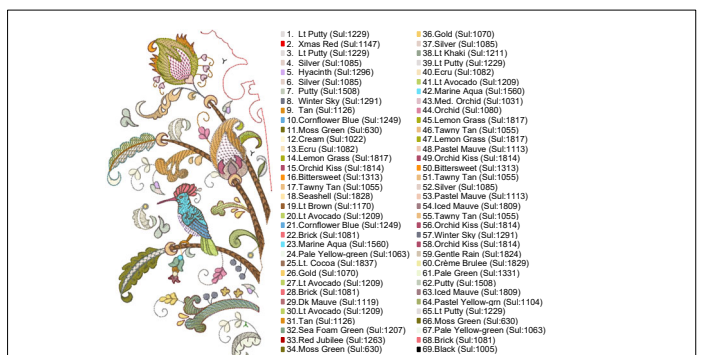 1. Lt Putty (Sul:1229)
2. Xmas Red (Sul:1147)
3. Lt Putty (Sul:1229)
4. Silver (Sul:1085)
5. Hyacinth (Sul:1296)
6. Silver (Sul:1085)
7. Putty (Sul:1508)
8. Winter Sky (Sul:1291)
9. Tan (Sul:1126)
10.Cornflower Blue (Sul:1249)
11.Moss Green (Sul:630)
12.Cream (Sul:1022)
13.Ecru (Sul:1082)
14.Lemon Grass (Sul:1817)
15.Orchid Kiss (Sul:1814)
16.Bittersweet (Sul:1313)
17.Tawny Tan (Sul:1055)
18.Seashell (Sul:1828)
19.Lt Brown (Sul:1170)
20.Lt Avocado (Sul:1209)
21.Cornflower Blue (Sul:1249)
22.Brick (Sul:1081)
23.Marine Aqua (Sul:1560)
24.Pale Yellow-green (Sul:1063)
25.Lt. Cocoa (Sul:1837)
26.Gold (Sul:1070)
27.Lt Avocado (Sul:1209)
28.Brick (Sul:1081)
29.Dk Mauve (Sul:1119)
30.Lt Avocado (Sul:1209)
31.Tan (Sul:1126)
32.Sea Foam Green (Sul:1207)
33.Red Jubilee (Sul:1263)
34.Moss Green (Sul:630)
36.Gold (Sul:1070)
37.Silver (Sul:1085)
38.Lt Khaki (Sul:1211)
39.Lt Putty (Sul:1229)
40.Ecru (Sul:1082)
41.Lt Avocado (Sul:1209)
42.Marine Aqua (Sul:1560)
43.Med. Orchid (Sul:1031)
44.Orchid (Sul:1080)
45.Lemon Grass (Sul:1817)
46.Tawny Tan (Sul:1055)
47.Lemon Grass (Sul:1817)
48.Pastel Mauve (Sul:1113)
49.Orchid Kiss (Sul:1814)
50.Bittersweet (Sul:1313)
51.Tawny Tan (Sul:1055)
52.Silver (Sul:1085)
53.Pastel Mauve (Sul:1113)
54.Iced Mauve (Sul:1809)
55.Tawny Tan (Sul:1055)
56.Orchid Kiss (Sul:1814)
57.Winter Sky (Sul:1291)
58.Orchid Kiss (Sul:1814)
59.Gentle Rain (Sul:1824)
60.Crème Brulee (Sul:1829)
61.Pale Green (Sul:1331)
62.Putty (Sul:1508)
63.Iced Mauve (Sul:1809)
64.Pastel Yellow-grn (Sul:1104)
65.Lt Putty (Sul:1229)
66.Moss Green (Sul:630)
67.Pale Yellow-green (Sul:1063)
68.Brick (Sul:1081)
69.Black (Sul:1005)